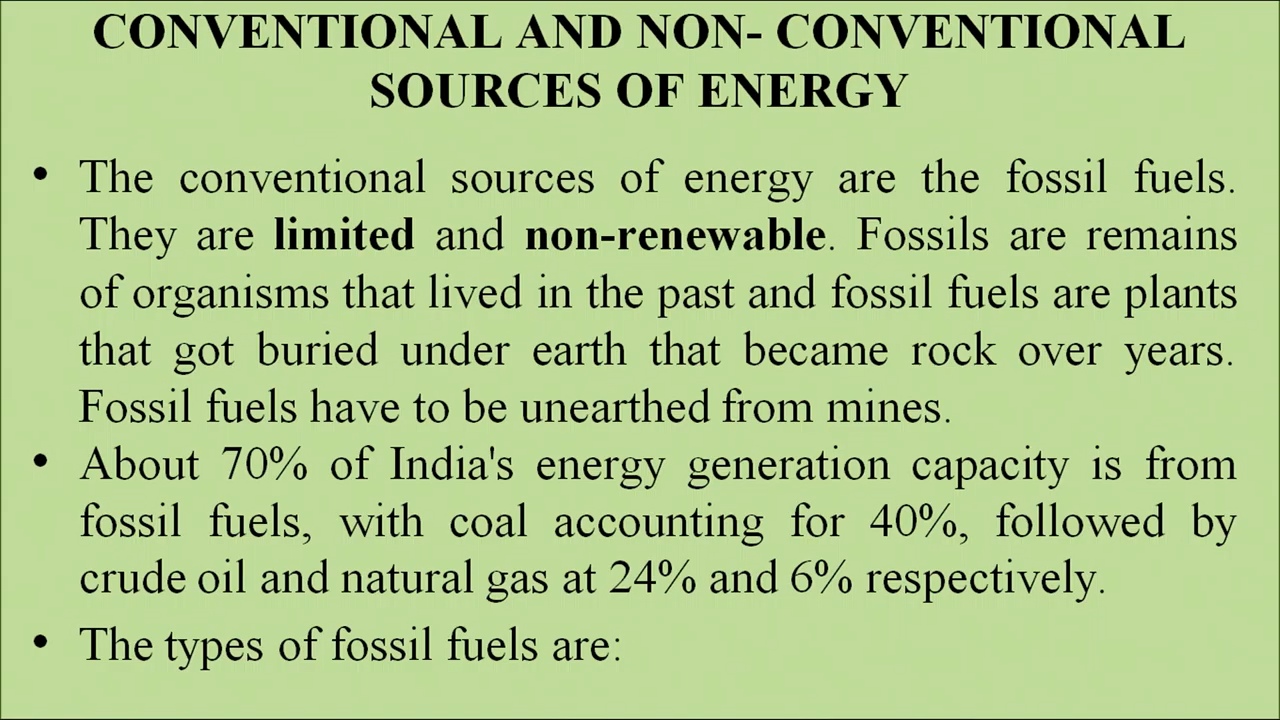 CONVENTIONAL AND NON- CONVENTIONAL
SOURCES OF ENERGY
• The conventional sources of energy are the fossil fuels.
They are limited and non-renewable. Fossils are remains
of organisms that lived in the past and fossil fuels are plants
that got buried under earth that became rock over years.
Fossil fuels have to be unearthed from mines.
• About 70% of India's energy generation capacity is from
fossil fuels, with coal accounting for 40%, followed by
crude oil and natural gas at 24% and 6% respectively.
• The types of fossil fuels are: